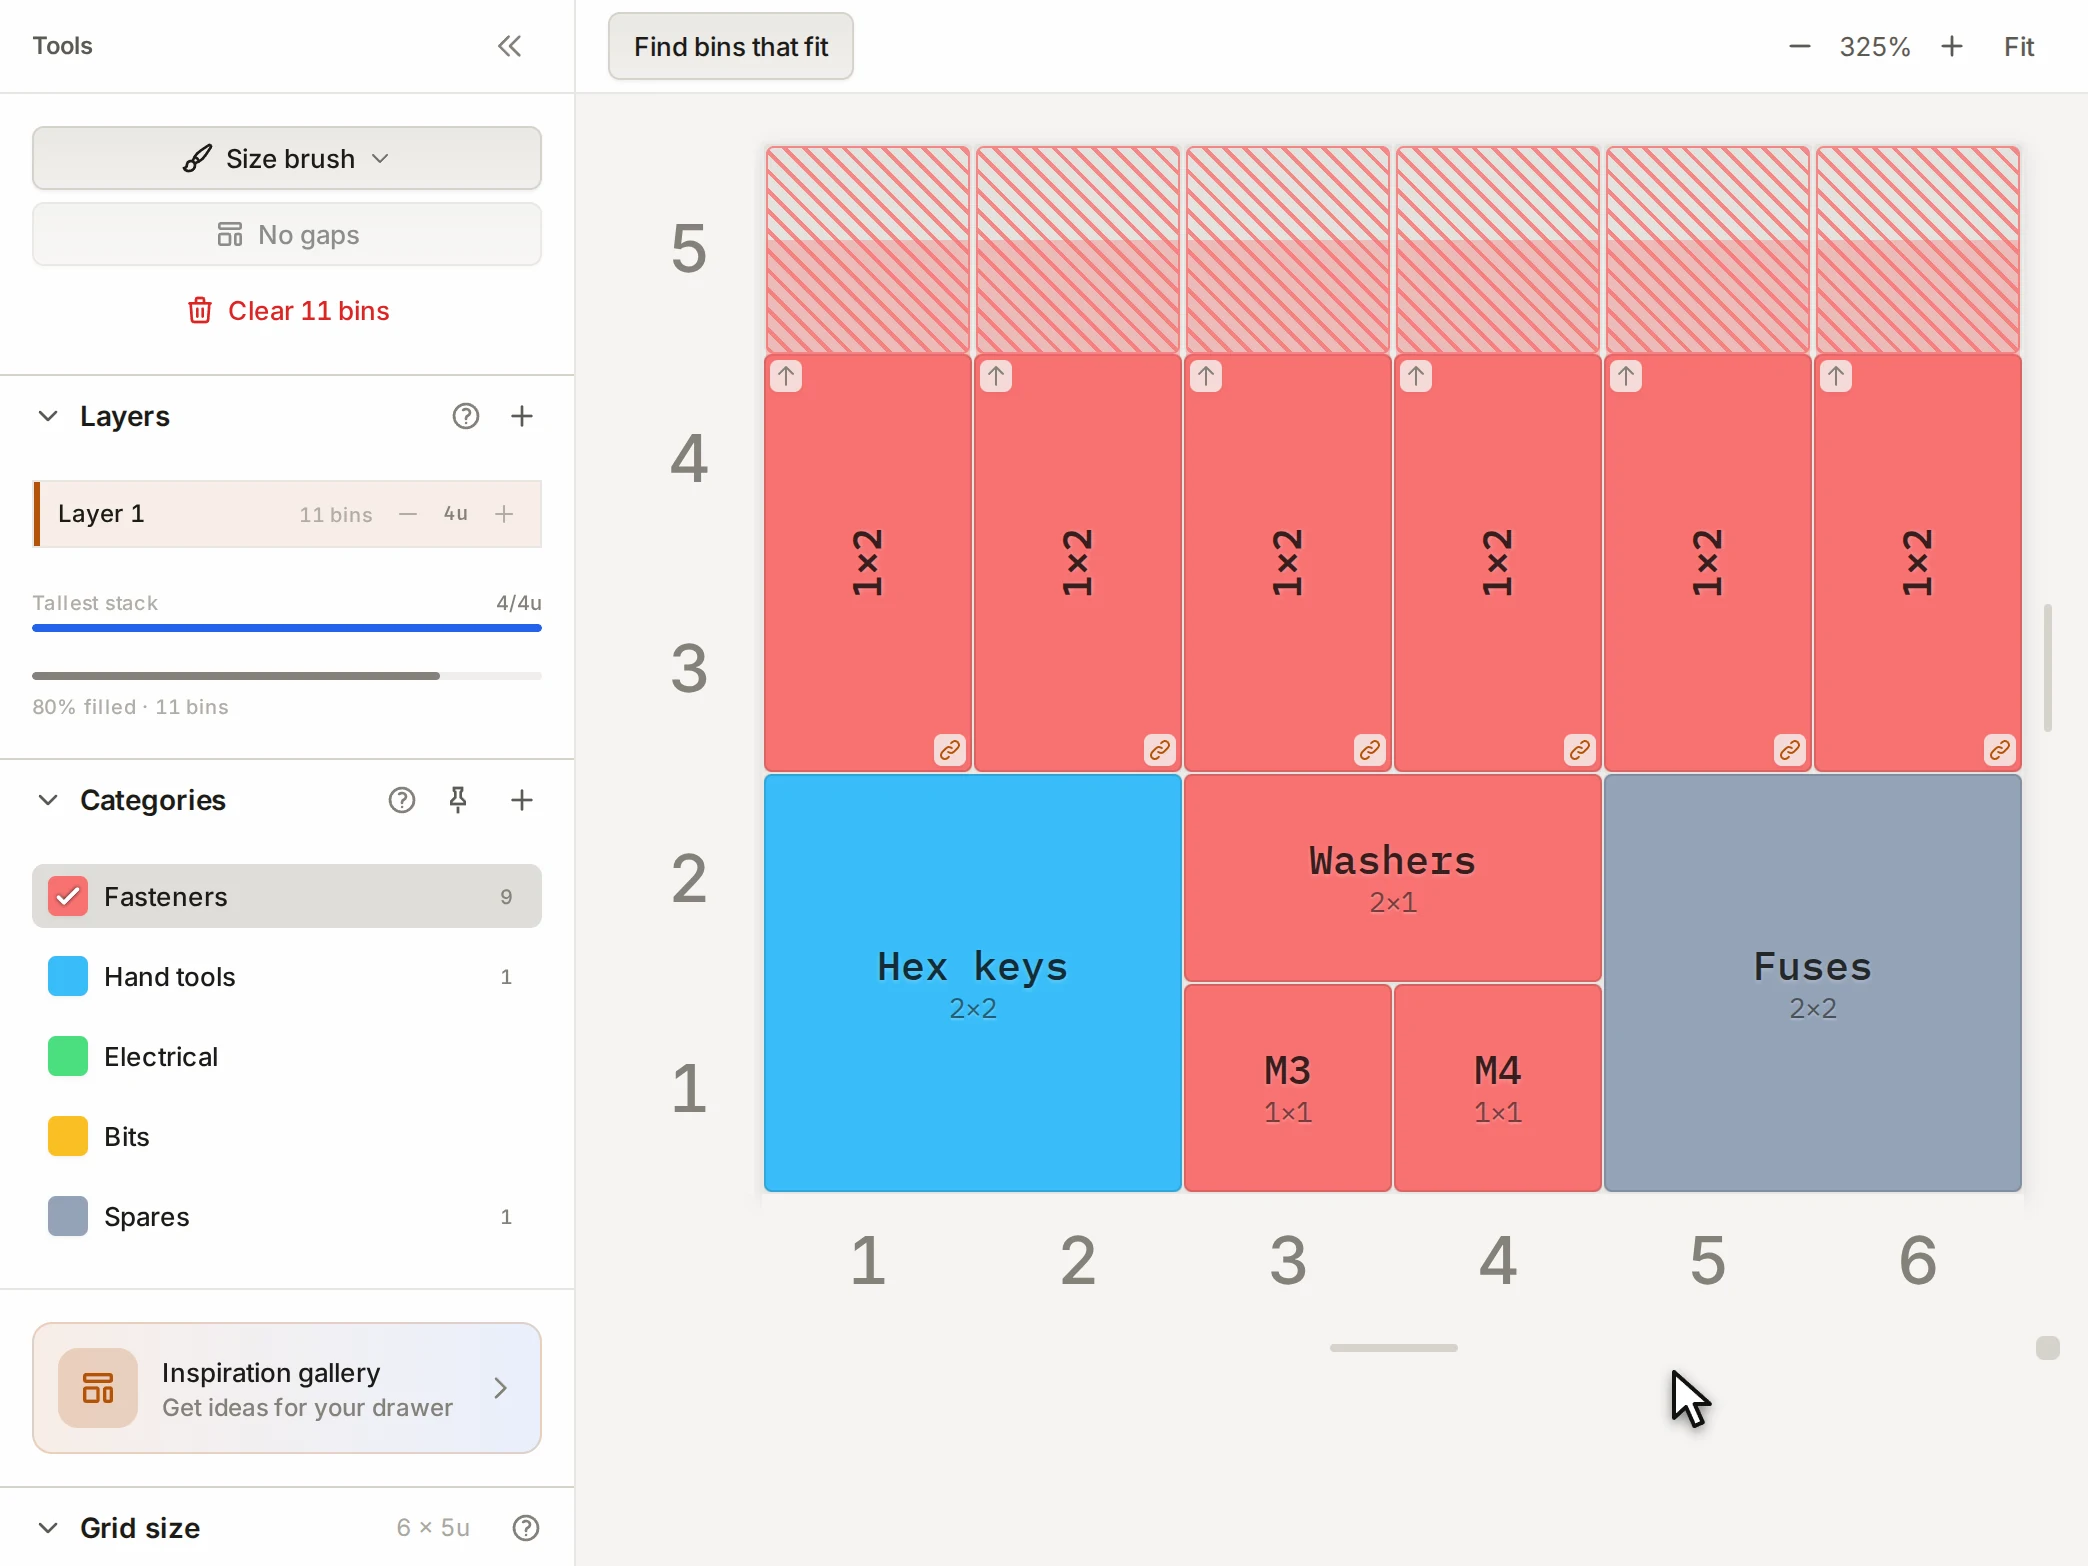 Tools
Find bins that fit
325%
Fit
Size brush
No gaps
Clear 11 bins
Layers
Layer 1
11 bins
4u
Tallest stack
4/4u
80% filled · 11 bins
Categories
Fasteners
9
Hand tools
1
Electrical
Bits
Spares
1
Inspiration gallery
Get ideas for your drawer
Grid size
6 × 5u
5
4
3
2
1
1×2
1×2
1×2
1×2
1×2
1×2
Hex keys
2×2
Washers
2×1
M3
1×1
M4
1×1
Fuses
2×2
1
2
3
4
5
6